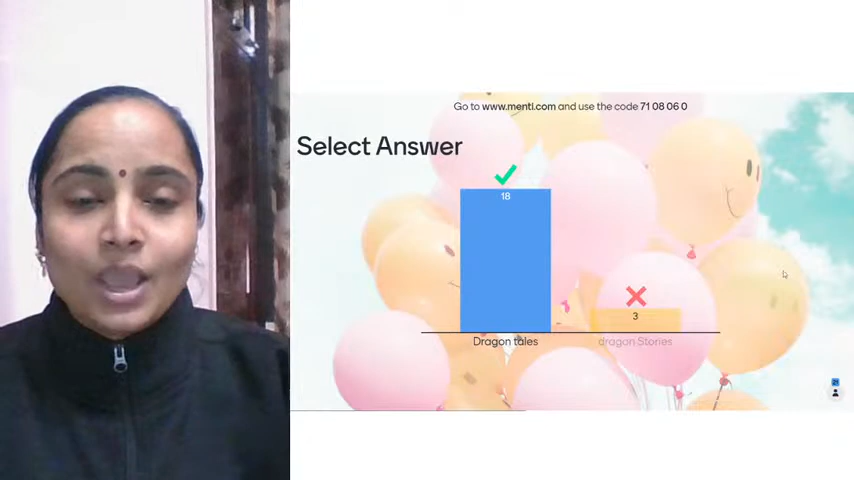 Go to www.menti.com and use the code 71 08 06 0
Select Answer
18
3
Dragon tales
dragon Stories